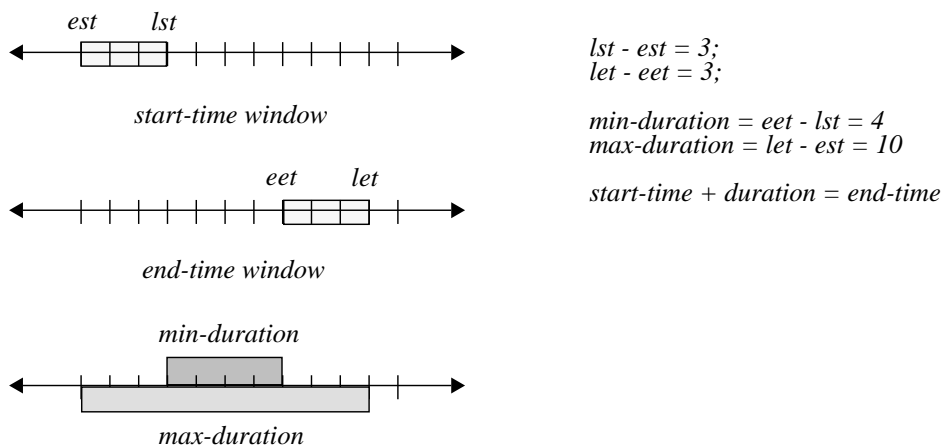 est lst
start-time window
eet let
end-time window
min-duration
max-duration
lst - est = 3;
let - eet = 3;
min-duration = eet - lst = 4
max-duration = let - est = 10
start-time + duration = end-time